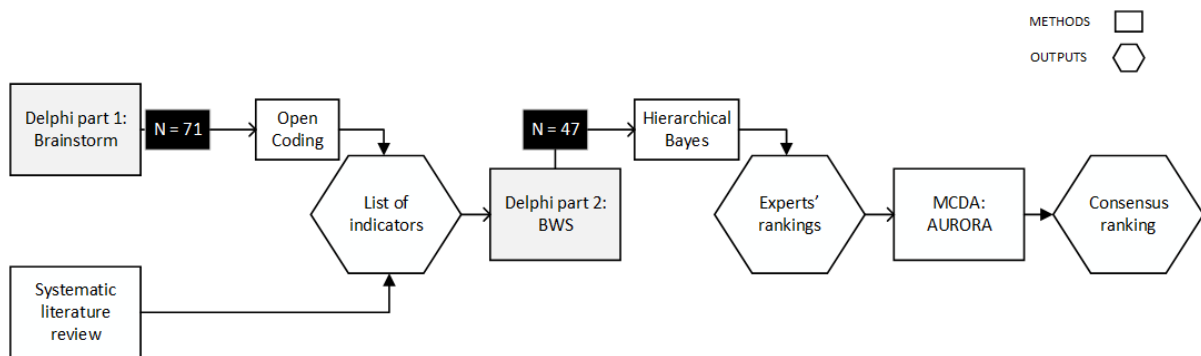 METHODS
OUTPUTS
Delphi part 1:
Brainstorm
N = 71
Open
Coding
List of
indicators
Systematic
literature
review
Delphi part 2:
BWS
N = 47
Hierarchical
Bayes
Experts'
rankings
MCDA:
AURORA
Consensus
ranking